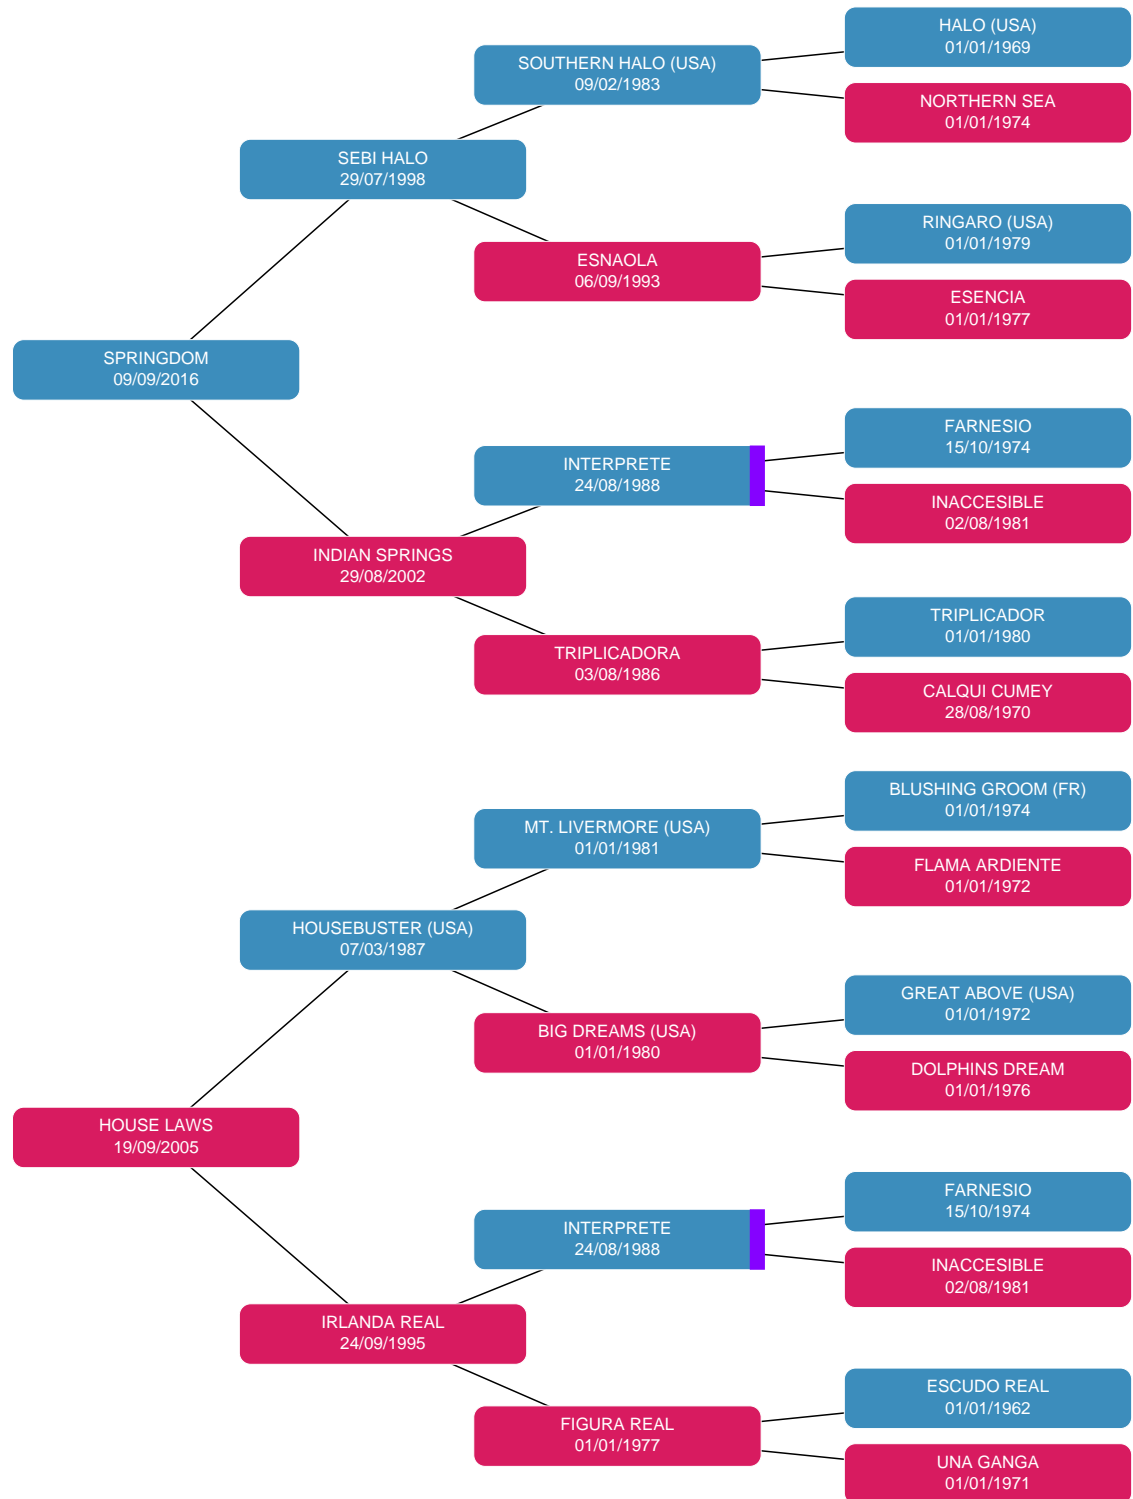 HALO (USA)
01/01/1969
SOUTHERN HALO (USA)
09/02/1983
NORTHERN SEA
01/01/1974
SEBI HALO
29/07/1998
RINGARO (USA)
01/01/1979
ESNAOLA
06/09/1993
ESENCIA
01/01/1977
SPRINGDOM
09/09/2016
FARNESIO
15/10/1974
INTERPRETE
24/08/1988
INACCESIBLE
02/08/1981
INDIAN SPRINGS
29/08/2002
TRIPLICADOR
01/01/1980
TRIPLICADORA
03/08/1986
CALQUI CUMEY
28/08/1970
BLUSHING GROOM (FR)
01/01/1974
MT. LIVERMORE (USA)
01/01/1981
FLAMA ARDIENTE
01/01/1972
HOUSEBUSTER (USA)
07/03/1987
GREAT ABOVE (USA)
01/01/1972
BIG DREAMS (USA)
01/01/1980
DOLPHINS DREAM
01/01/1976
HOUSE LAWS
19/09/2005
FARNESIO
15/10/1974
INTERPRETE
24/08/1988
INACCESIBLE
02/08/1981
IRLANDA REAL
24/09/1995
ESCUDO REAL
01/01/1962
FIGURA REAL
01/01/1977
UNA GANGA
01/01/1971